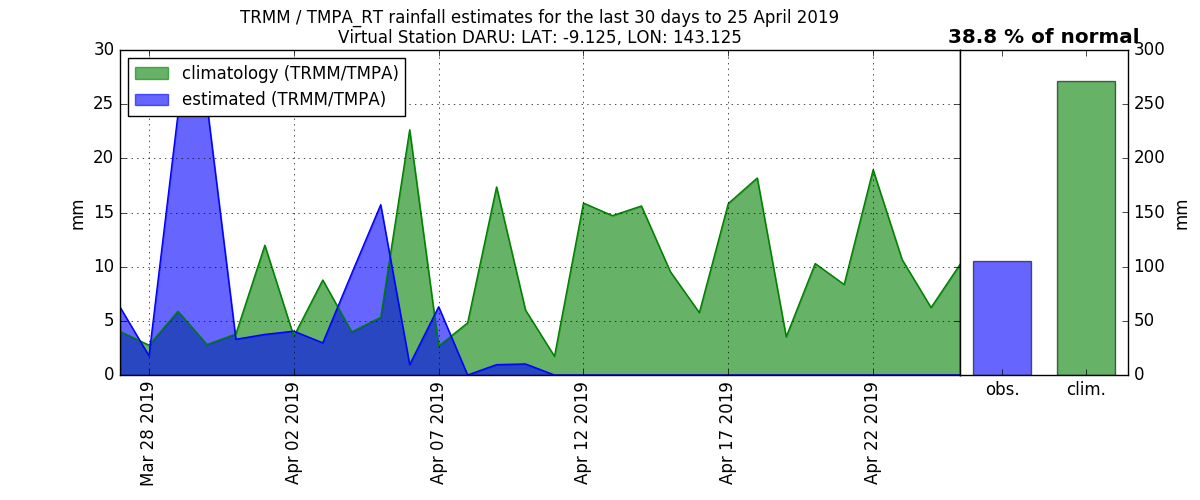 TRMM / TMPA_RT rainfall estimates for the last 30 days to 25 April 2019
Virtual Station DARU: LAT: -9.125, LON: 143.125
38.8 % of normal
climatology (TRMM/TMPA)
estimated (TRMM/TMPA)
30
25
20
15
10
5
0
mm
Mar 28 2019
Apr 02 2019
Apr 07 2019
Apr 12 2019
Apr 17 2019
Apr 22 2019
obs.
clim.
300
250
200
150
100
50
0
mm